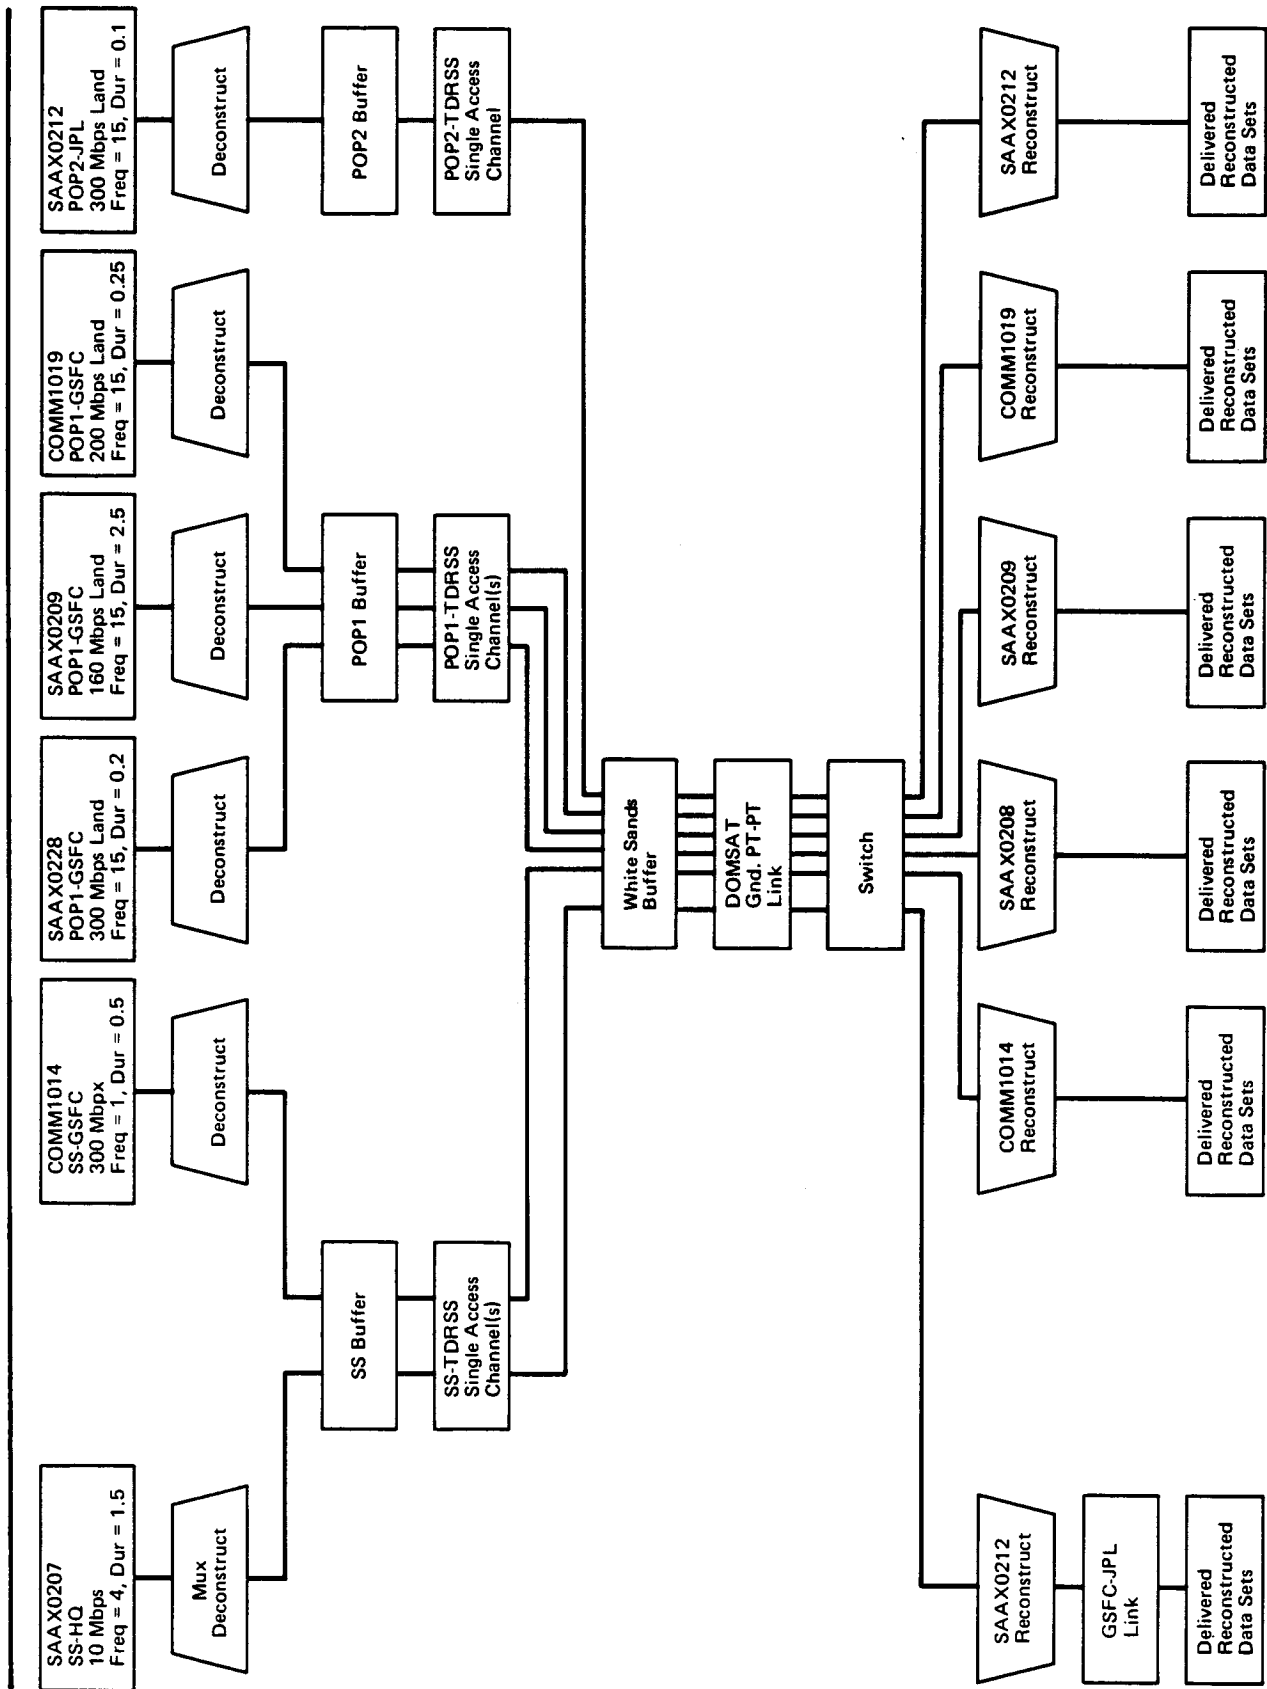 SAAX0207
SS-HQ
10 Mbps
Freq = 4, Dur = 1.5
COMM1014
SS-GSFC
300 Mbpx
Freq = 1, Dur = 0.5
SAAX0228
POP1-GSFC
300 Mbps Land
Freq = 15, Dur = 0.2
SAAX0209
POP1-GSFC
160 Mbps Land
Freq = 15, Dur = 2.5
COMM1019
POP1-GSFC
200 Mbps Land
Freq = 15, Dur = 0.25
SAAX0212
POP2-JPL
300 Mbps Land
Freq = 15, Dur = 0.1
Mux
Deconstruct
Deconstruct
Deconstruct
Deconstruct
Deconstruct
Deconstruct
SS Buffer
POP1 Buffer
POP2 Buffer
SS-TDRSS
Single Access
Channel(s)
POP1-TDRSS
Single Access
Channel(s)
POP2-TDRSS
Single Access
Channel
White Sands
Buffer
DOMSAT
Gnd. PT-PT
Link
Switch
SAAX0212
Reconstruct
COMM1014
Reconstruct
SAAX0208
Reconstruct
SAAX0209
Reconstruct
COMM1019
Reconstruct
SAAX0212
Reconstruct
GSFC-JPL
Link
Delivered
Reconstructed
Data Sets
Delivered
Reconstructed
Data Sets
Delivered
Reconstructed
Data Sets
Delivered
Reconstructed
Data Sets
Delivered
Reconstructed
Data Sets
Delivered
Reconstructed
Data Sets